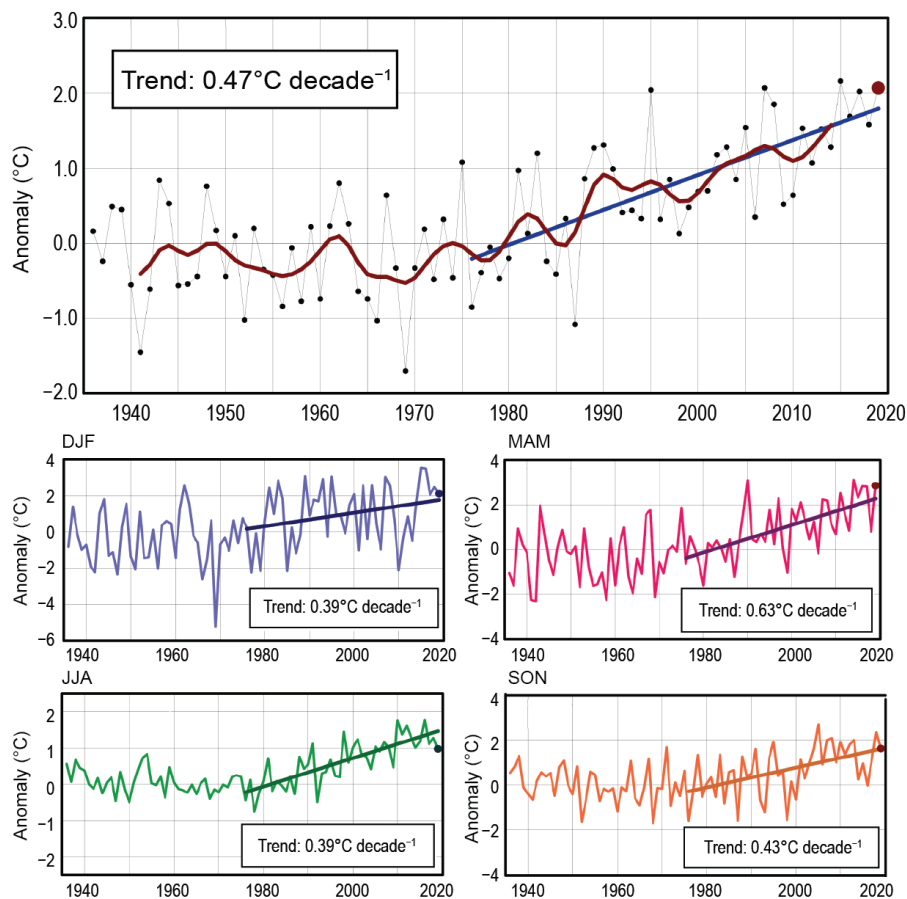 3.0
2.0
1.0
0.0
−1.0
−2.0
Anomaly (°C)
Trend: 0.47°C decade⁻¹
1940 1950 1960 1970 1980 1990 2000 2010 2020
DJF
4
2
0
−2
−4
−6
Anomaly (°C)
Trend: 0.39°C decade⁻¹
1940 1960 1980 2000 2020
MAM
4
2
0
−2
−4
Anomaly (°C)
Trend: 0.63°C decade⁻¹
1940 1960 1980 2000 2020
JJA
2
1
0
−1
−2
Anomaly (°C)
Trend: 0.39°C decade⁻¹
1940 1960 1980 2000 2020
SON
4
2
0
−2
−4
Anomaly (°C)
Trend: 0.43°C decade⁻¹
1940 1960 1980 2000 2020